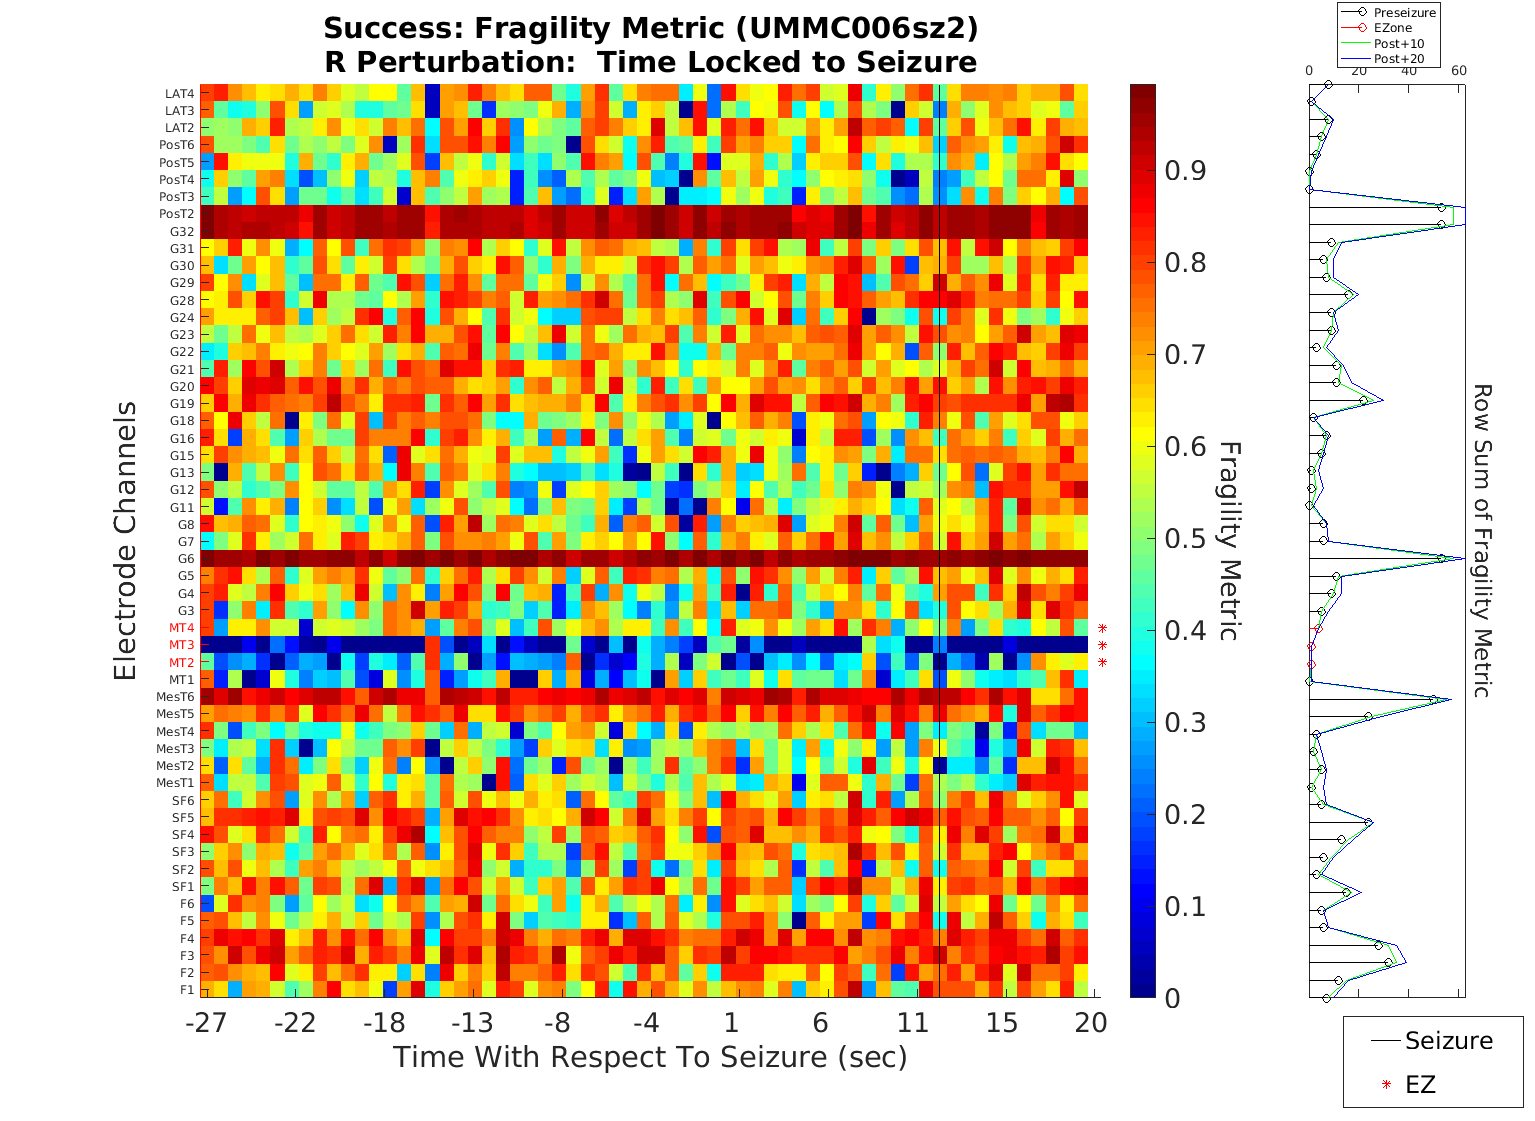 Success: Fragility Metric (UMMC006sz2)
R Perturbation: Time Locked to Seizure
Electrode Channels
LAT4
LAT3
LAT2
PosT6
PosT5
PosT4
PosT3
PosT2
G32
G31
G30
G29
G28
G24
G23
G22
G21
G20
G19
G18
G16
G15
G13
G12
G11
G8
G7
G6
G5
G4
G3
MT4
MT3
MT2
MT1
MesT6
MesT5
MesT4
MesT3
MesT2
MesT1
SF6
SF5
SF4
SF3
SF2
SF1
F6
F5
F4
F3
F2
F1
-27 -22 -18 -13 -8 -4 1 6 11 15 20
Time With Respect To Seizure (sec)
0.9
0.8
0.7
0.6
0.5
0.4
0.3
0.2
0.1
0
Fragility Metric
Preseizure
EZone
Post+10
Post+20
0 20 40 60
Row Sum of Fragility Metric
Seizure
EZ